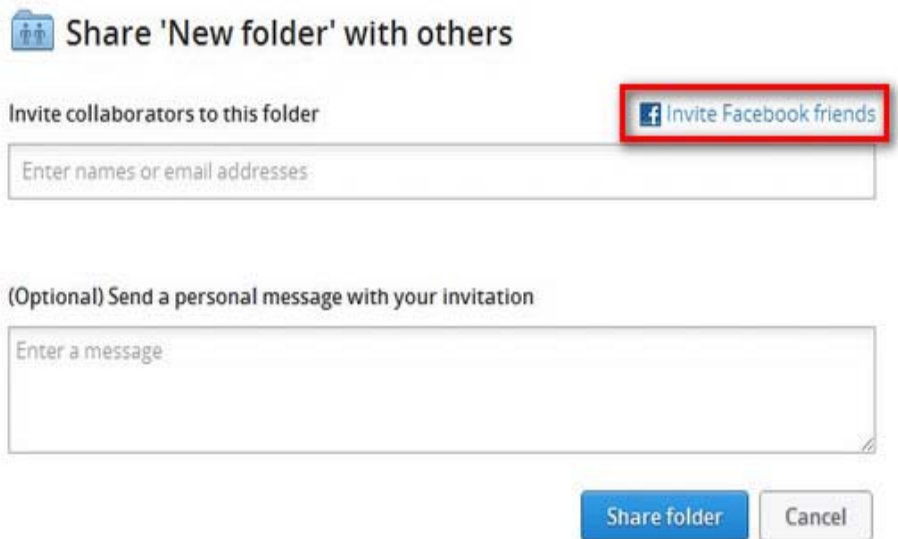 Share 'New folder' with others
Invite collaborators to this folder
f Invite Facebook friends
Enter names or email addresses
(Optional) Send a personal message with your invitation
Enter a message
Share folder
Cancel